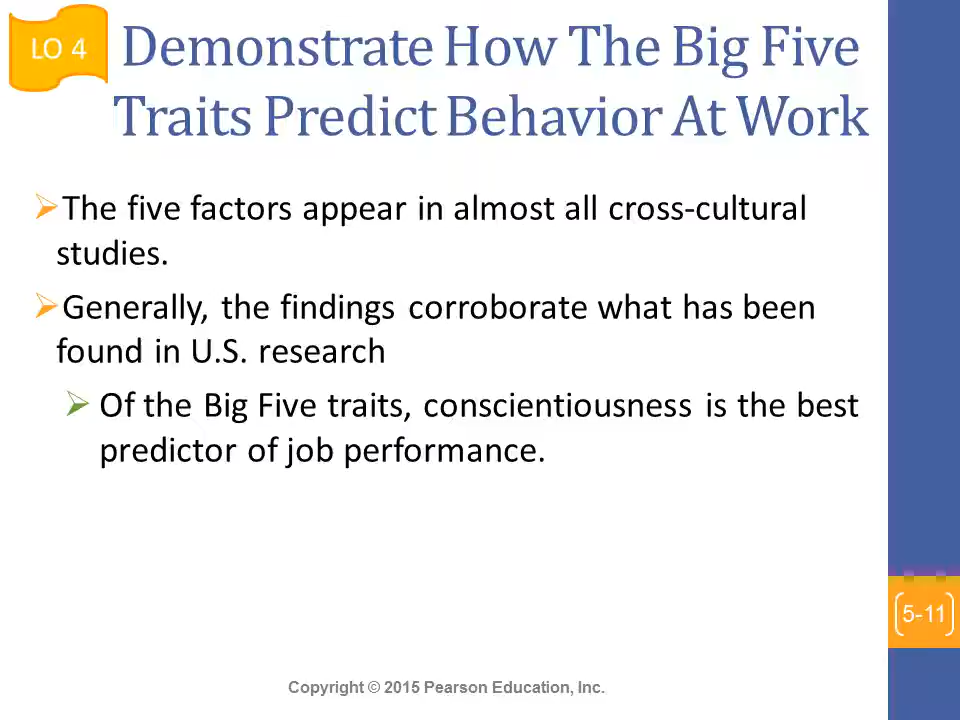 LO 4
Demonstrate How The Big Five
Traits Predict Behavior At Work
The five factors appear in almost all cross-cultural
studies.
Generally, the findings corroborate what has been
found in U.S. research
Of the Big Five traits, conscientiousness is the best
predictor of job performance.
5-11
Copyright © 2015 Pearson Education, Inc.